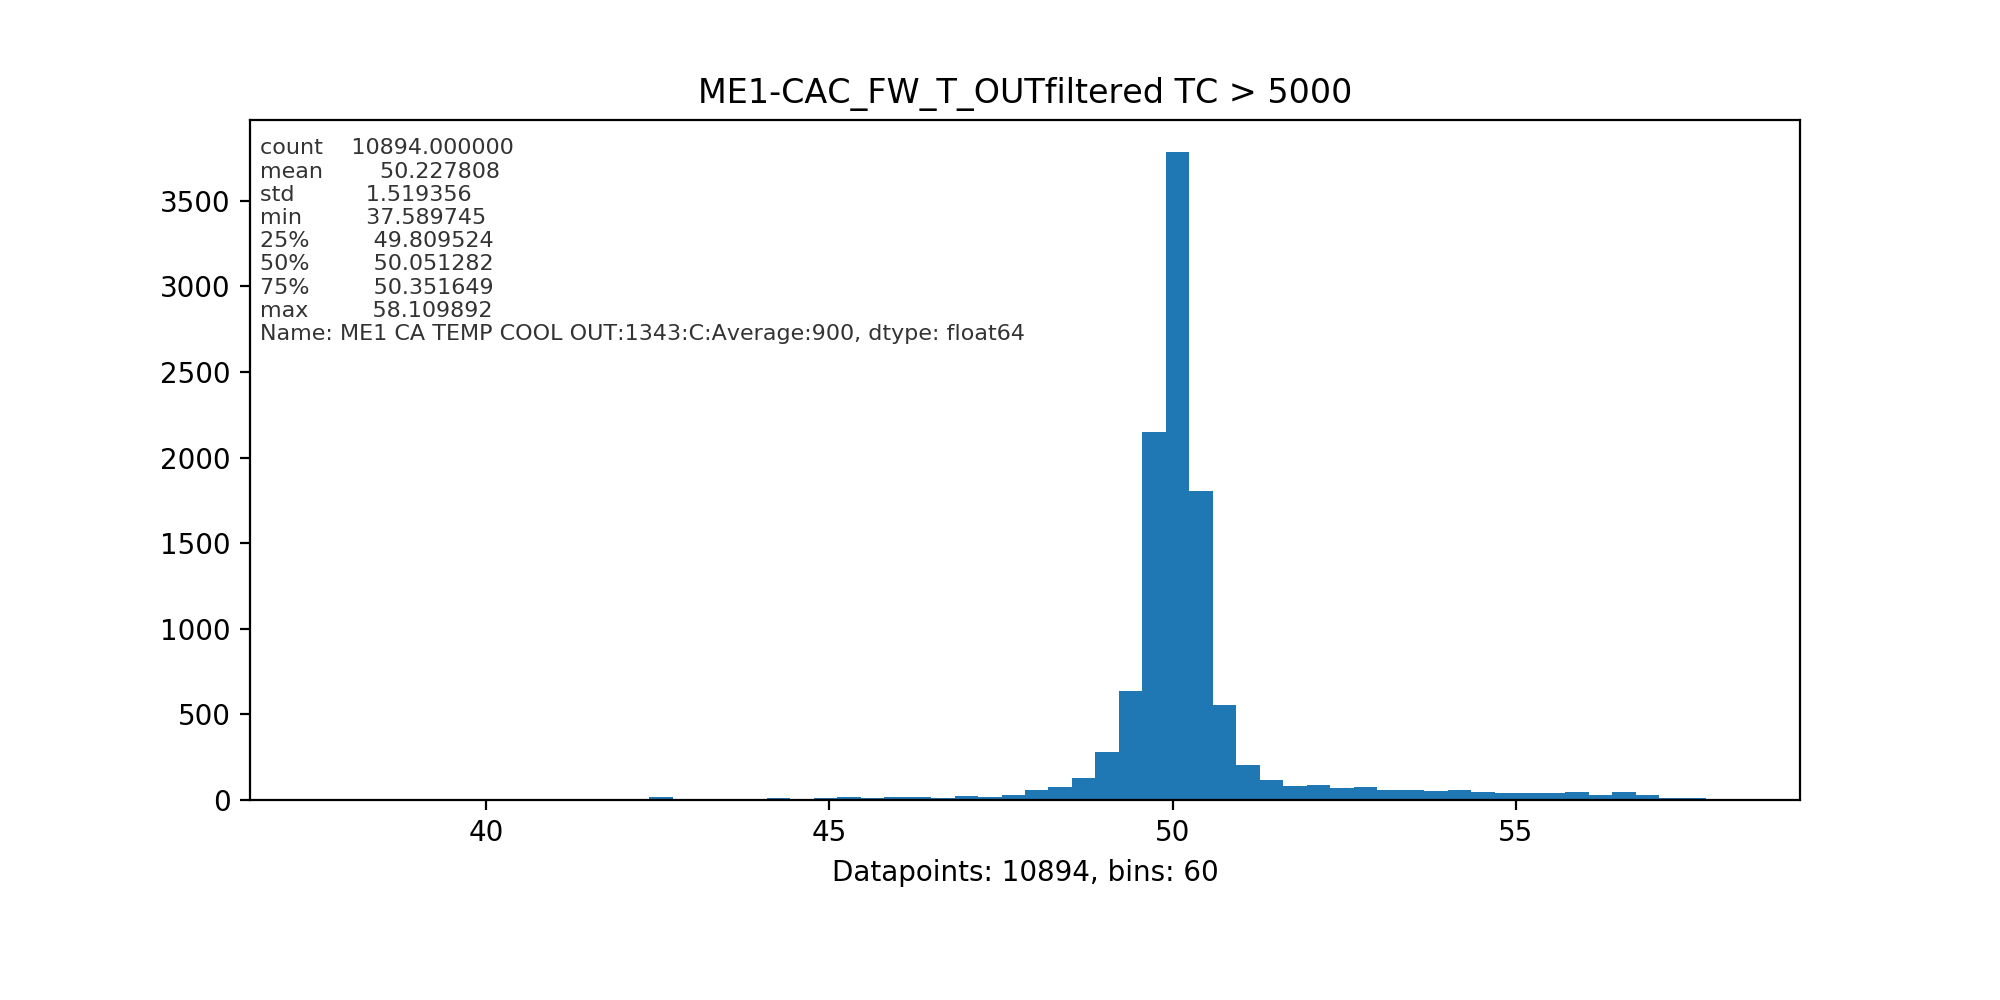 ME1-CAC_FW_T_OUTfiltered TC > 5000
count 10894.000000
mean 50.227808
std 1.519356
min 37.589745
25% 49.809524
50% 50.051282
75% 50.351649
max 58.109892
Name: ME1 CA TEMP COOL OUT:1343:C:Average:900, dtype: float64
3500
3000
2500
2000
1500
1000
500
0
40 45 50 55
Datapoints: 10894, bins: 60